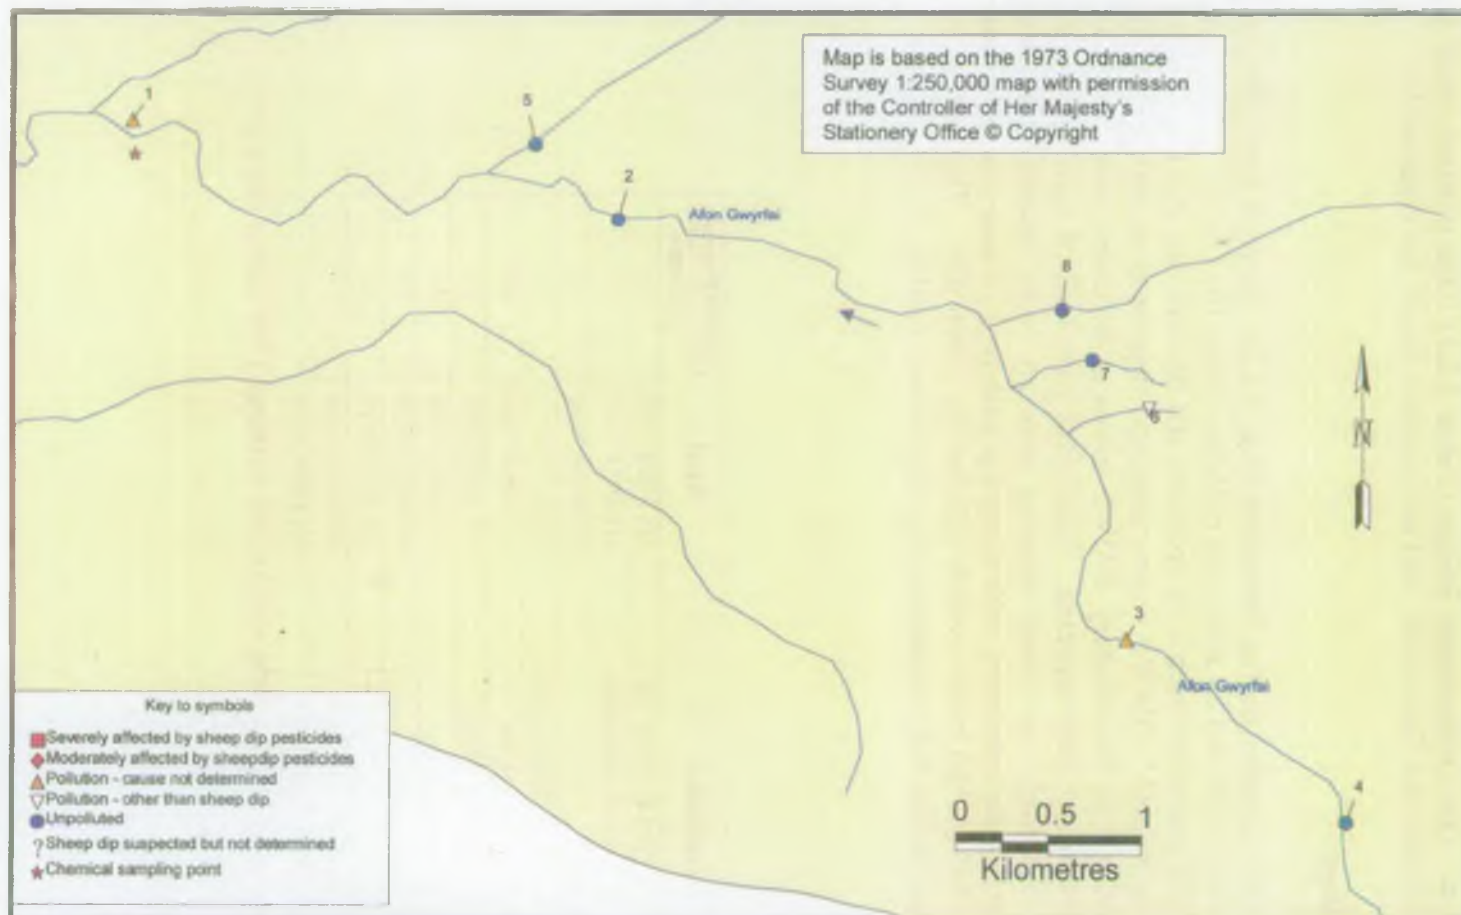 Map is based on the 1973 Ordnance
Survey 1:250,000 map with permission
of the Controller of Her Majesty's
Stationery Office © Copyright
1
5
2
Afon Gwyrfai
8
7
6
N
3
Afon Gwyrfai
4
Key to symbols
Severely affected by sheep dip pesticides
Moderately affected by sheepdip pesticides
Pollution - cause not determined
Pollution - other than sheep dip
Unpolluted
? Sheep dip suspected but not determined
Chemical sampling point
0 0.5 1
Kilometres